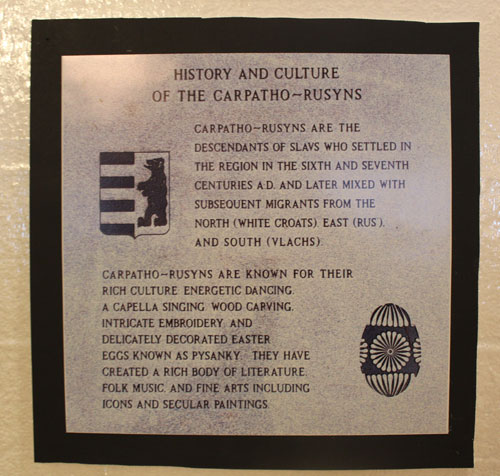 HISTORY AND CULTURE
OF THE CARPATHO~RUSYNS
CARPATHO~RUSYNS ARE THE
DESCENDANTS OF SLAVS WHO SETTLED IN
THE REGION IN THE SIXTH AND SEVENTH
CENTURIES A.D. AND LATER MIXED WITH
SUBSEQUENT MIGRANTS FROM THE
NORTH (WHITE CROATS), EAST (RUS'),
AND SOUTH (VLACHS).
CARPATHO~RUSYNS ARE KNOWN FOR THEIR
RICH CULTURE, ENERGETIC DANCING,
A CAPELLA SINGING, WOOD CARVING,
INTRICATE EMBROIDERY, AND
DELICATELY DECORATED EASTER
EGGS KNOWN AS PYSANKY. THEY HAVE
CREATED A RICH BODY OF LITERATURE,
FOLK MUSIC, AND FINE ARTS INCLUDING
ICONS AND SECULAR PAINTINGS.